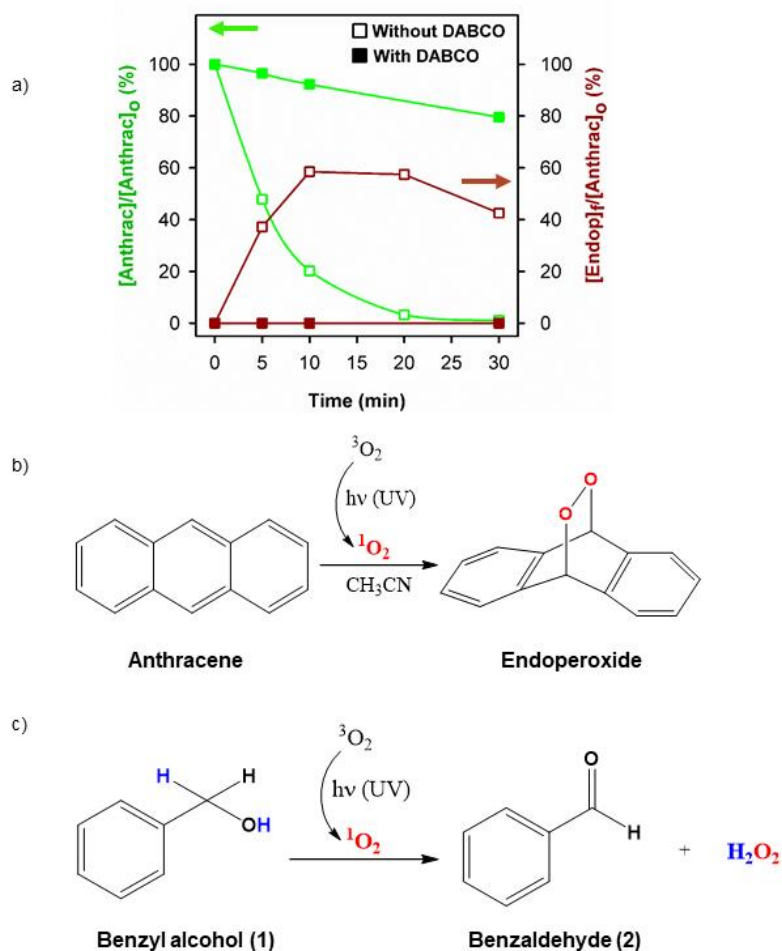 a)
Without DABCO
With DABCO
[Anthrac]/[Anthrac]o (%)
100
80
60
40
20
0
100
80
60
40
20
0
[Endop]f/[Anthrac]o (%)
0 5 10 15 20 25 30
Time (min)
b)
³O₂
hν (UV)
¹O₂
CH₃CN
O
O
Anthracene
Endoperoxide
c)
³O₂
H H
OH
hν (UV)
¹O₂
O
H
+ H₂O₂
Benzyl alcohol (1)
Benzaldehyde (2)